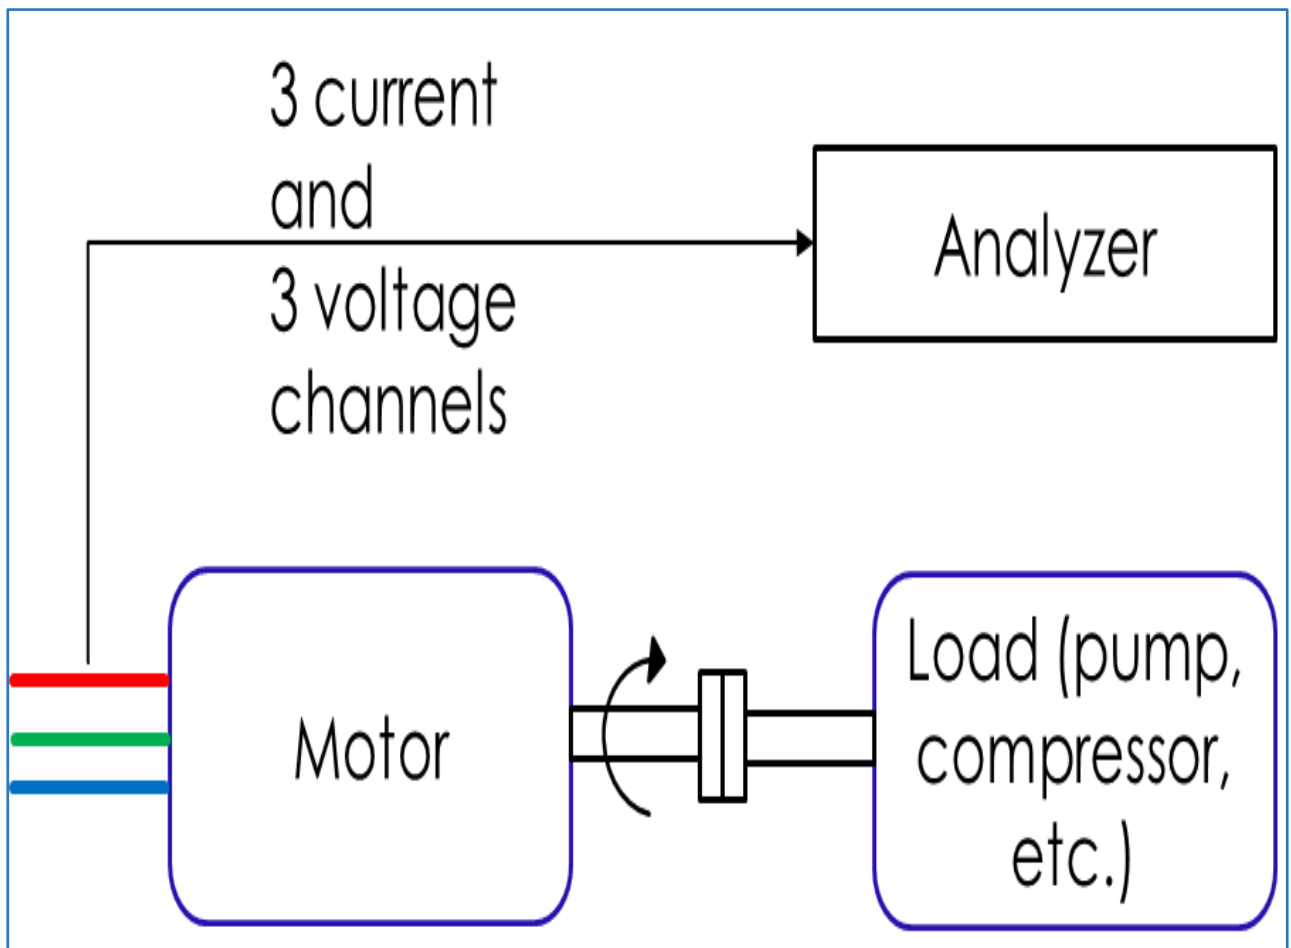 3 current
and
3 voltage
channels
Analyzer
Motor
Load (pump,
compressor,
etc.)